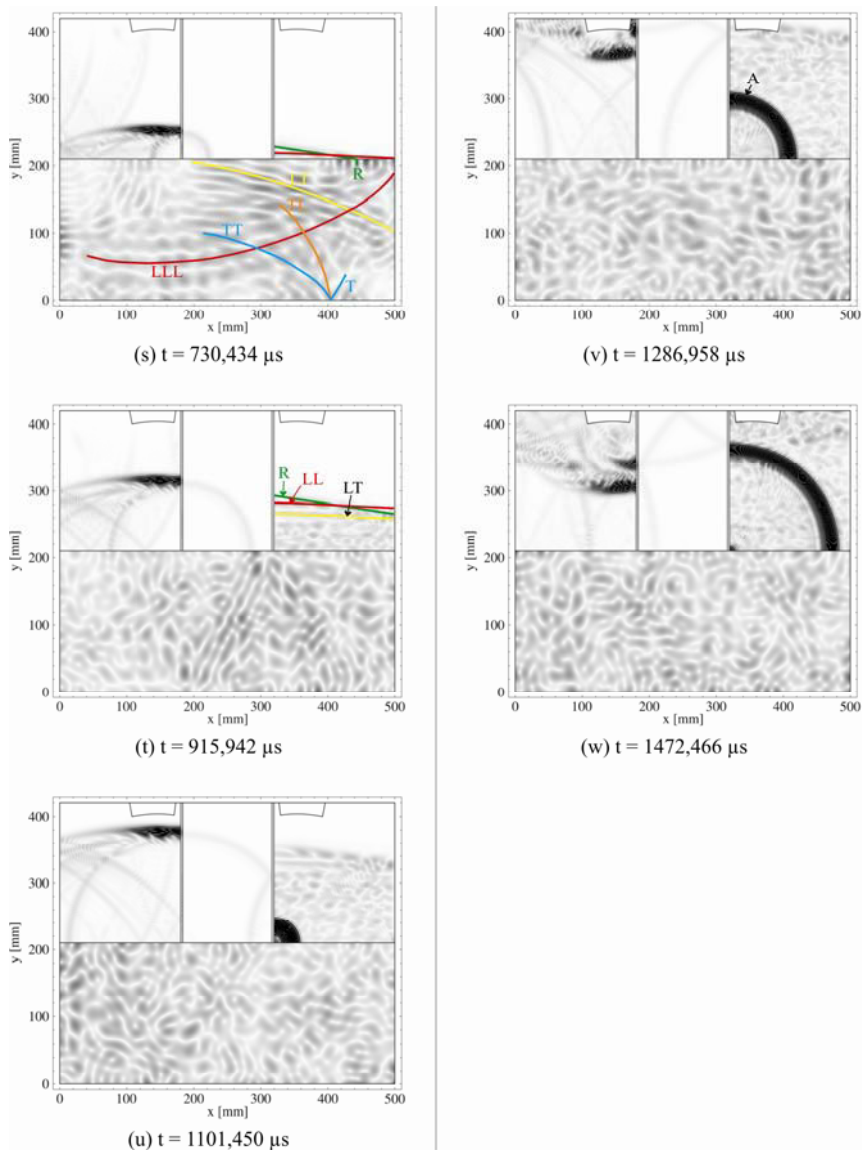 400
300
y [mm]
200
100
0
R
TT
LLL
T
0 100 200 300 400 500
x [mm]
(s) t = 730,434 µs
400
300
y [mm]
200
100
0
R
LL
LT
0 100 200 300 400 500
x [mm]
(t) t = 915,942 µs
400
300
y [mm]
200
100
0
0 100 200 300 400 500
x [mm]
(u) t = 1101,450 µs
400
300
y [mm]
200
100
0
A
0 100 200 300 400 500
x [mm]
(v) t = 1286,958 µs
400
300
y [mm]
200
100
0
0 100 200 300 400 500
x [mm]
(w) t = 1472,466 µs